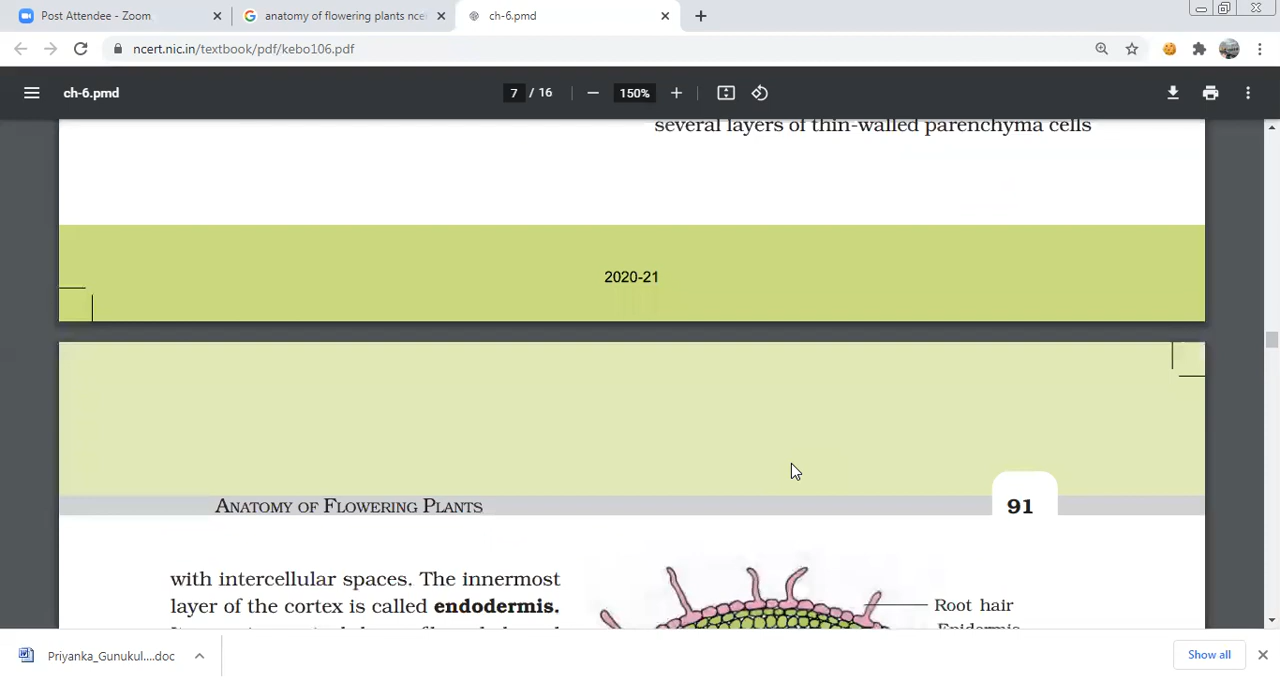 Post Attendee - Zoom
anatomy of flowering plants nce
ch-6.pmd
ncert.nic.in/textbook/pdf/kebo106.pdf
ch-6.pmd
7 / 16
150%
several layers of thin-walled parenchyma cells
2020-21
ANATOMY OF FLOWERING PLANTS
91
with intercellular spaces. The innermost
layer of the cortex is called endodermis.
Root hair
Epidermis
Priyanka_Gunukul....doc
Show all